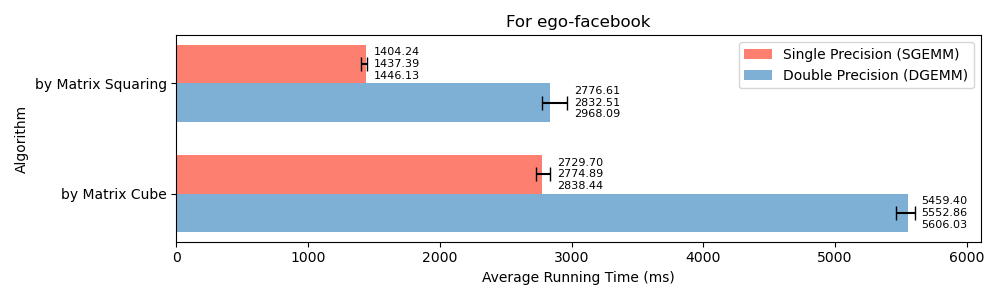 For ego-facebook
Single Precision (SGEMM)
Double Precision (DGEMM)
Algorithm
by Matrix Squaring
1404.24
1437.39
1446.13
2776.61
2832.51
2968.09
by Matrix Cube
2729.70
2774.89
2838.44
5459.40
5552.86
5606.03
0 1000 2000 3000 4000 5000 6000
Average Running Time (ms)